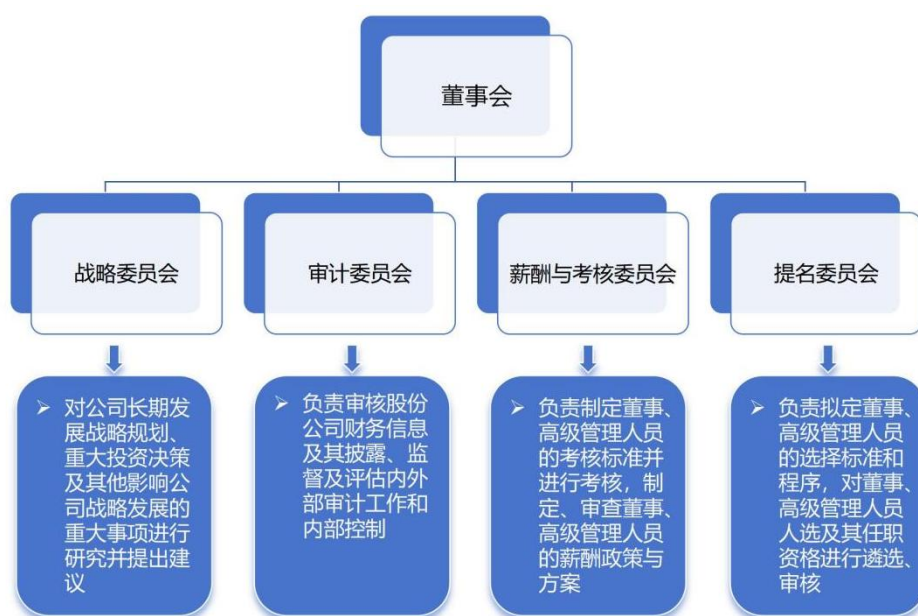 董事会
战略委员会
审计委员会
薪酬与考核委员会
提名委员会
➢ 对公司长期发
展战略规划、
重大投资决策
及其他影响公
司战略发展的
重大事项进行
研究并提出建
议
➢ 负责审核股份
公司财务信息
及其披露、监
督及评估内外
部审计工作和
内部控制
➢ 负责制定董事、
高级管理人员
的考核标准并
进行考核，制
定、审查董事、
高级管理人员
的薪酬政策与
方案
➢ 负责拟定董事、
高级管理人员
的选择标准和
程序，对董事、
高级管理人员
人选及其任职
资格进行遴选、
审核